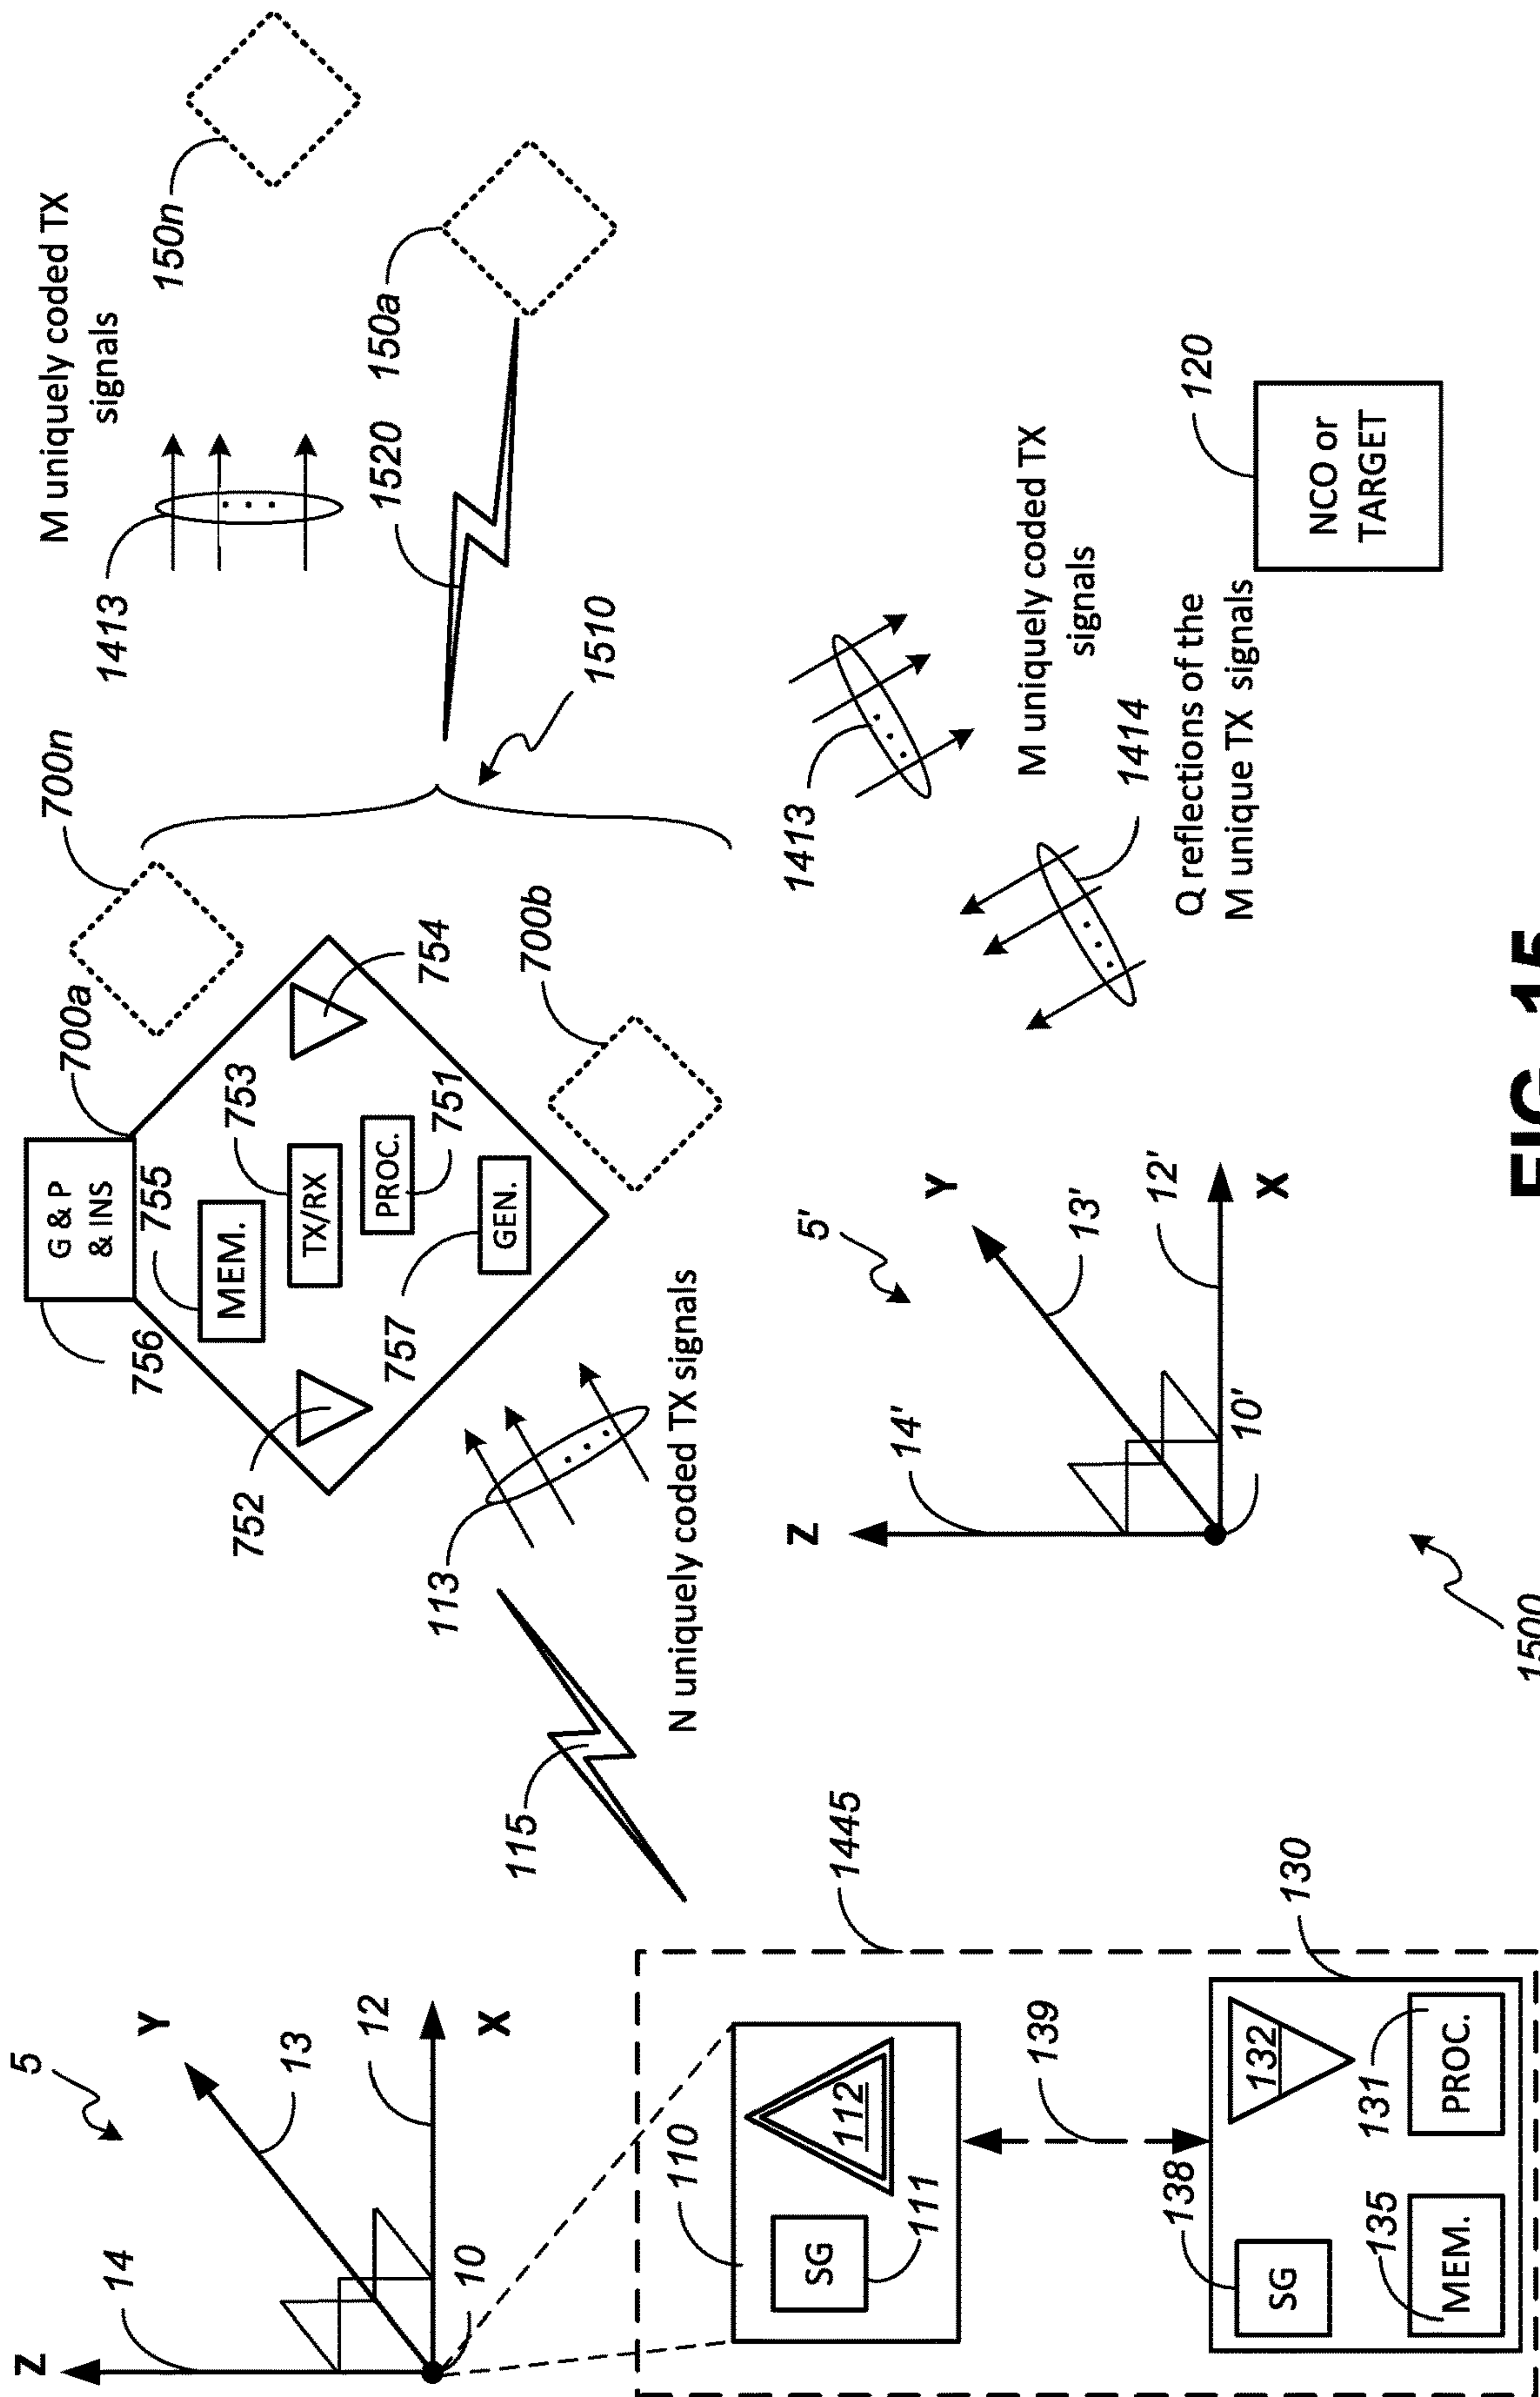 Z
14
5
Y
13
12
X
10
G & P
& INS
756
755
MEM.
700a
700n
753
TX/RX
PROC.
751
754
752
757
GEN.
700b
113
N uniquely coded TX signals
115
M uniquely coded TX
signals
1413
150n
150a
1520
1510
1445
110
SG
111
112
139
130
138
SG
132
135
MEM.
131
PROC.
Z
14'
5'
Y
13'
12'
X
10'
1413
M uniquely coded TX
signals
1414
Q reflections of the
M unique TX signals
120
NCO or
TARGET
1500
FIG. 15